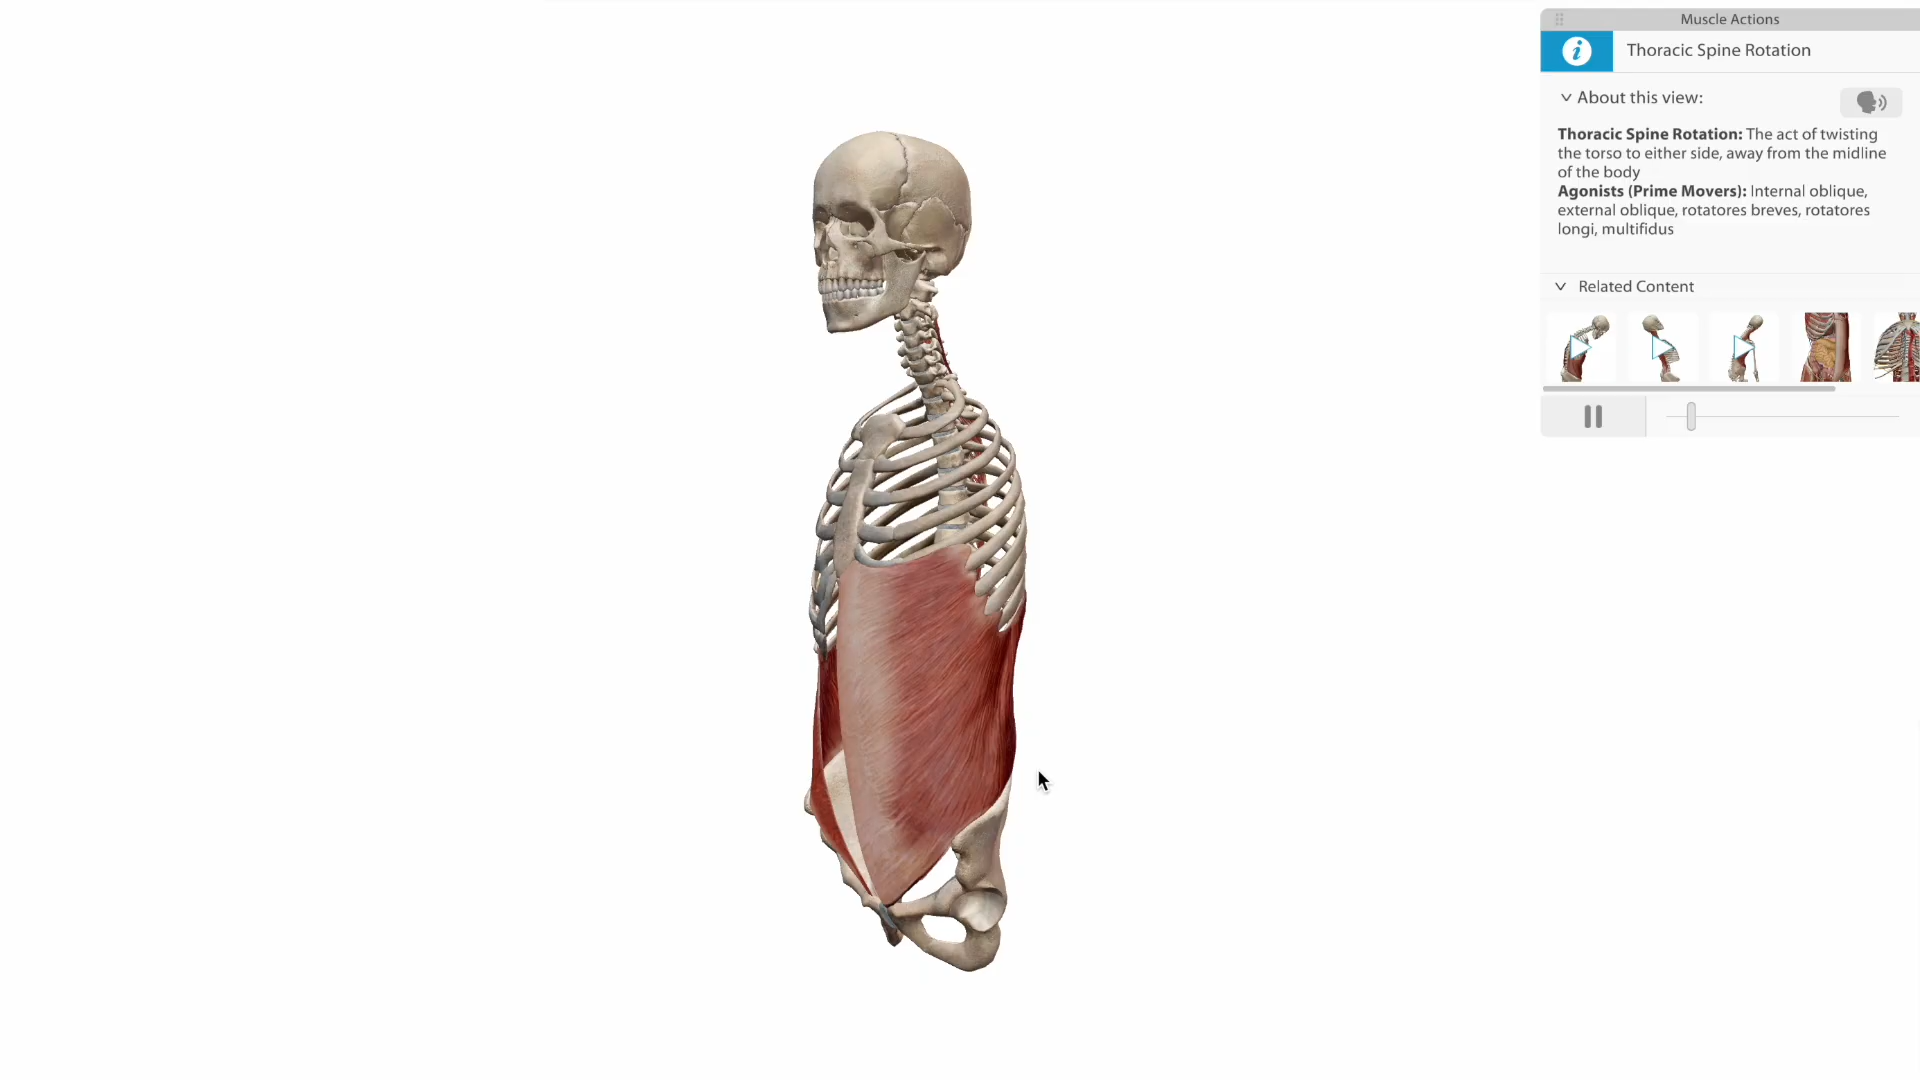 Muscle Actions
Thoracic Spine Rotation
About this view:
Thoracic Spine Rotation: The act of twisting
the torso to either side, away from the midline
of the body
Agonists (Prime Movers): Internal oblique,
external oblique, rotatores breves, rotatores
longi, multifidus
Related Content